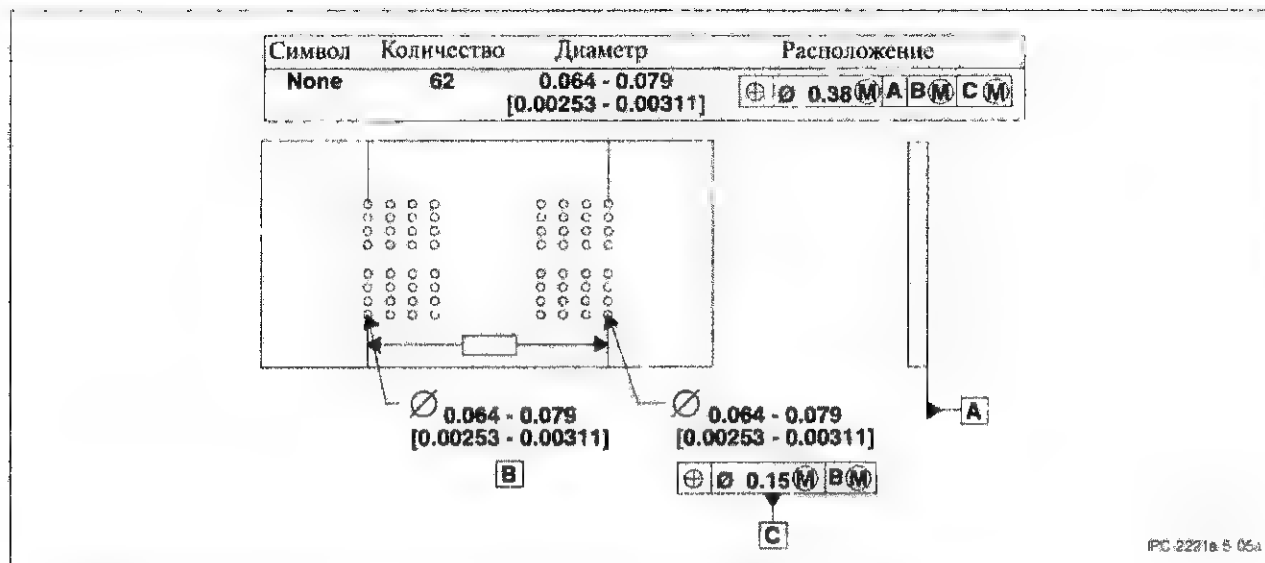 Символ Количество Диаметр Расположение
None 62 0.064 - 0.079 ⌖ Ø 0.38Ⓜ A BⓂ CⓂ
[0.00253 - 0.00311]
Ø 0.064 - 0.079
[0.00253 - 0.00311]
B
Ø 0.064 - 0.079
[0.00253 - 0.00311]
⌖ Ø 0.15Ⓜ BⓂ
C
A
IPC-2221a-5-05a